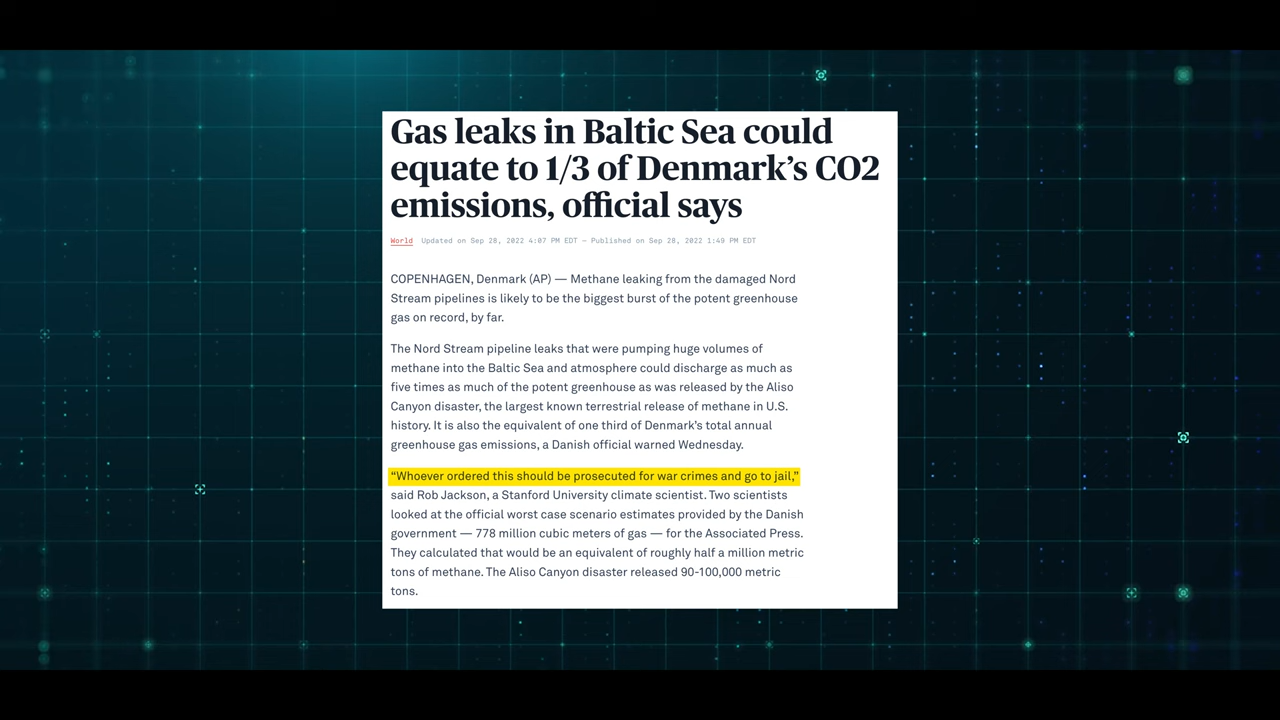 Gas leaks in Baltic Sea could
equate to 1/3 of Denmark’s CO2
emissions, official says
World Updated on Sep 28, 2022 4:07 PM EDT — Published on Sep 28, 2022 1:49 PM EDT
COPENHAGEN, Denmark (AP) — Methane leaking from the damaged Nord
Stream pipelines is likely to be the biggest burst of the potent greenhouse
gas on record, by far.
The Nord Stream pipeline leaks that were pumping huge volumes of
methane into the Baltic Sea and atmosphere could discharge as much as
five times as much of the potent greenhouse as was released by the Aliso
Canyon disaster, the largest known terrestrial release of methane in U.S.
history. It is also the equivalent of one third of Denmark’s total annual
greenhouse gas emissions, a Danish official warned Wednesday.
“Whoever ordered this should be prosecuted for war crimes and go to jail,”
said Rob Jackson, a Stanford University climate scientist. Two scientists
looked at the official worst case scenario estimates provided by the Danish
government — 778 million cubic meters of gas — for the Associated Press.
They calculated that would be an equivalent of roughly half a million metric
tons of methane. The Aliso Canyon disaster released 90-100,000 metric
tons.